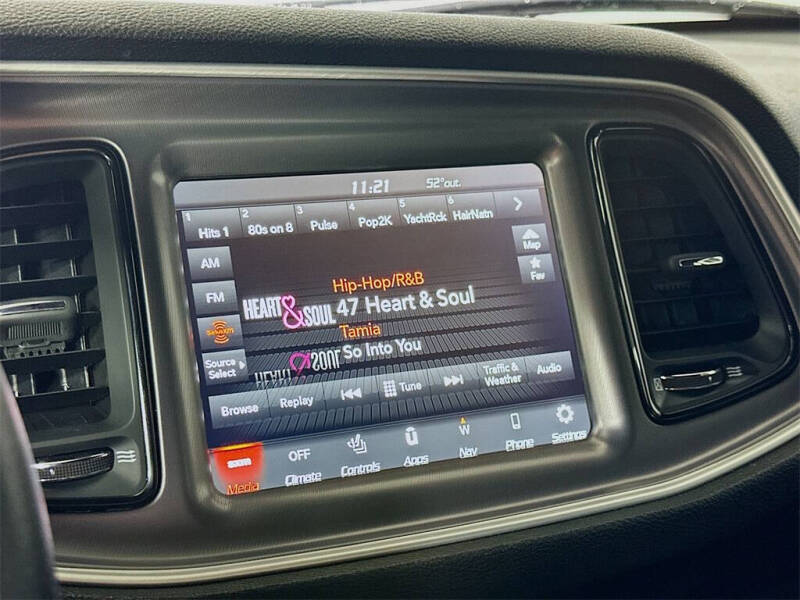 11:21 52°out.
1 Hits 1 2 80s on 8 3 Pulse 4 Pop2K 5 YachtRck 6 HairNatn
AM
Map
FM
Fav
SiriusXM
Source
Select
Hip-Hop/R&B
HEART & SOUL
47 Heart & Soul
Tamia
So Into You
Browse Replay Tune Traffic & Weather Audio
Media
OFF Climate
Controls
Apps
W Nav
Phone
Settings